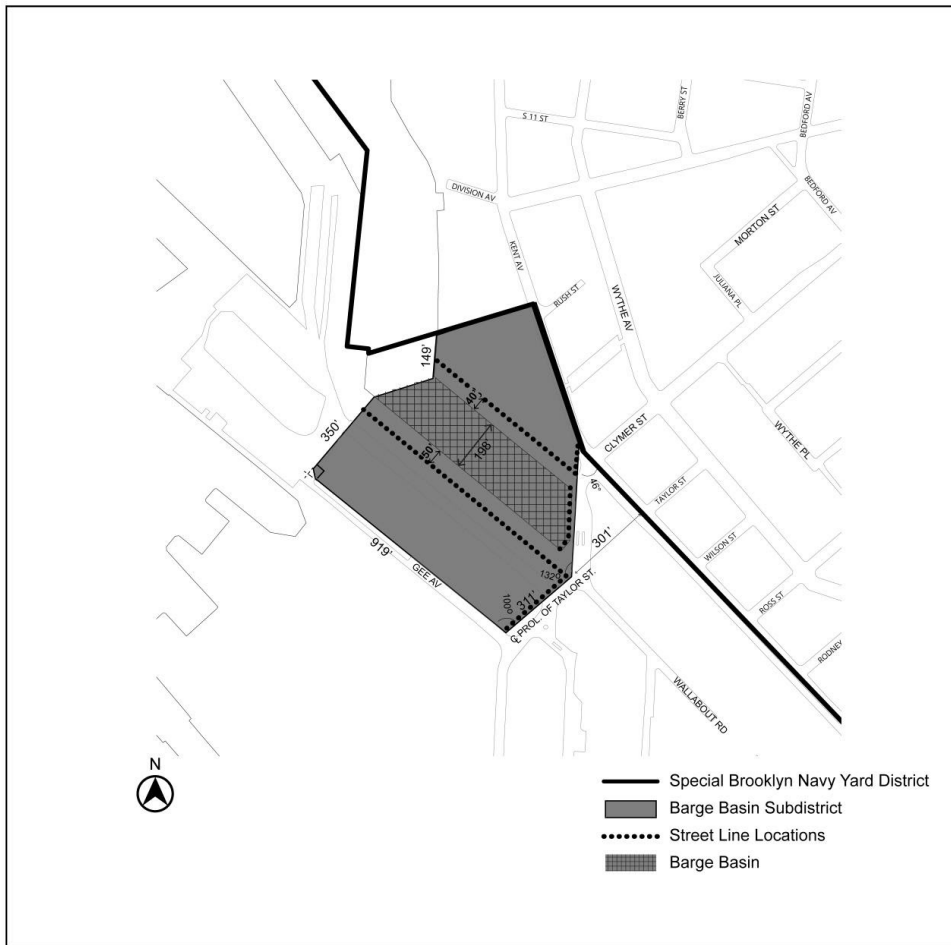 S 11 ST
BERRY ST
BEDFORD AV
BEDFORD AV
DIVISION AV
MORTON ST
KENT AV
JULIANA PL
RUSH ST
WYTHE AV
149'
40'
350'
50'
198'
CLYMER ST
WYTHE PL
46°
TAYLOR ST
301'
WILSON ST
919'
GEE AV
132°
ROSS ST
100°
311'
℄ PROL. OF TAYLOR ST.
RODNEY
WALLABOUT RD
N
Special Brooklyn Navy Yard District
Barge Basin Subdistrict
Street Line Locations
Barge Basin